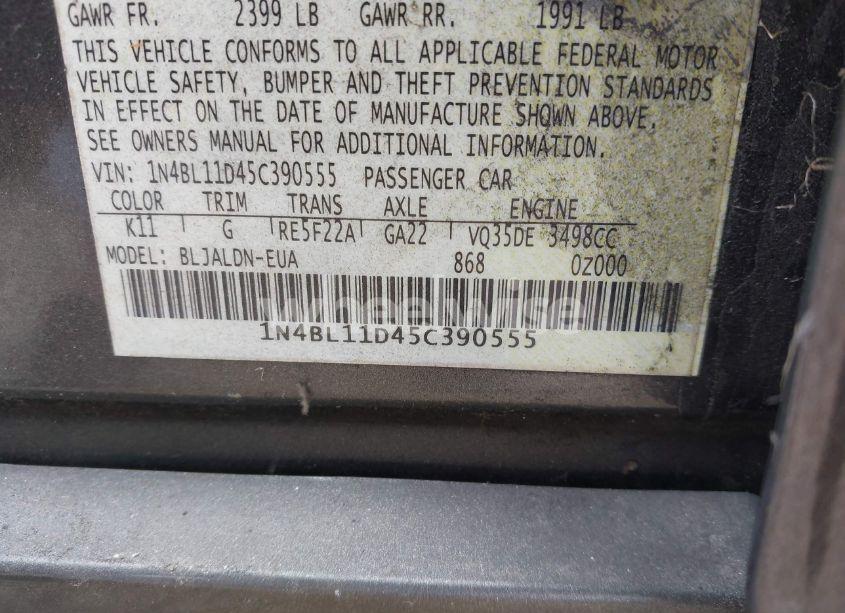 GAWR FR. 2399 LB GAWR RR. 1991 LB
THIS VEHICLE CONFORMS TO ALL APPLICABLE FEDERAL MOTOR
VEHICLE SAFETY, BUMPER AND THEFT PREVENTION STANDARDS
IN EFFECT ON THE DATE OF MANUFACTURE SHOWN ABOVE.
SEE OWNERS MANUAL FOR ADDITIONAL INFORMATION.
VIN: 1N4BL11D45C390555 PASSENGER CAR
COLOR TRIM TRANS AXLE ENGINE
K11 G RE5F22A GA22 VQ35DE 3498CC
MODEL: BLJALDN-EUA 868 0Z000
1N4BL11D45C390555